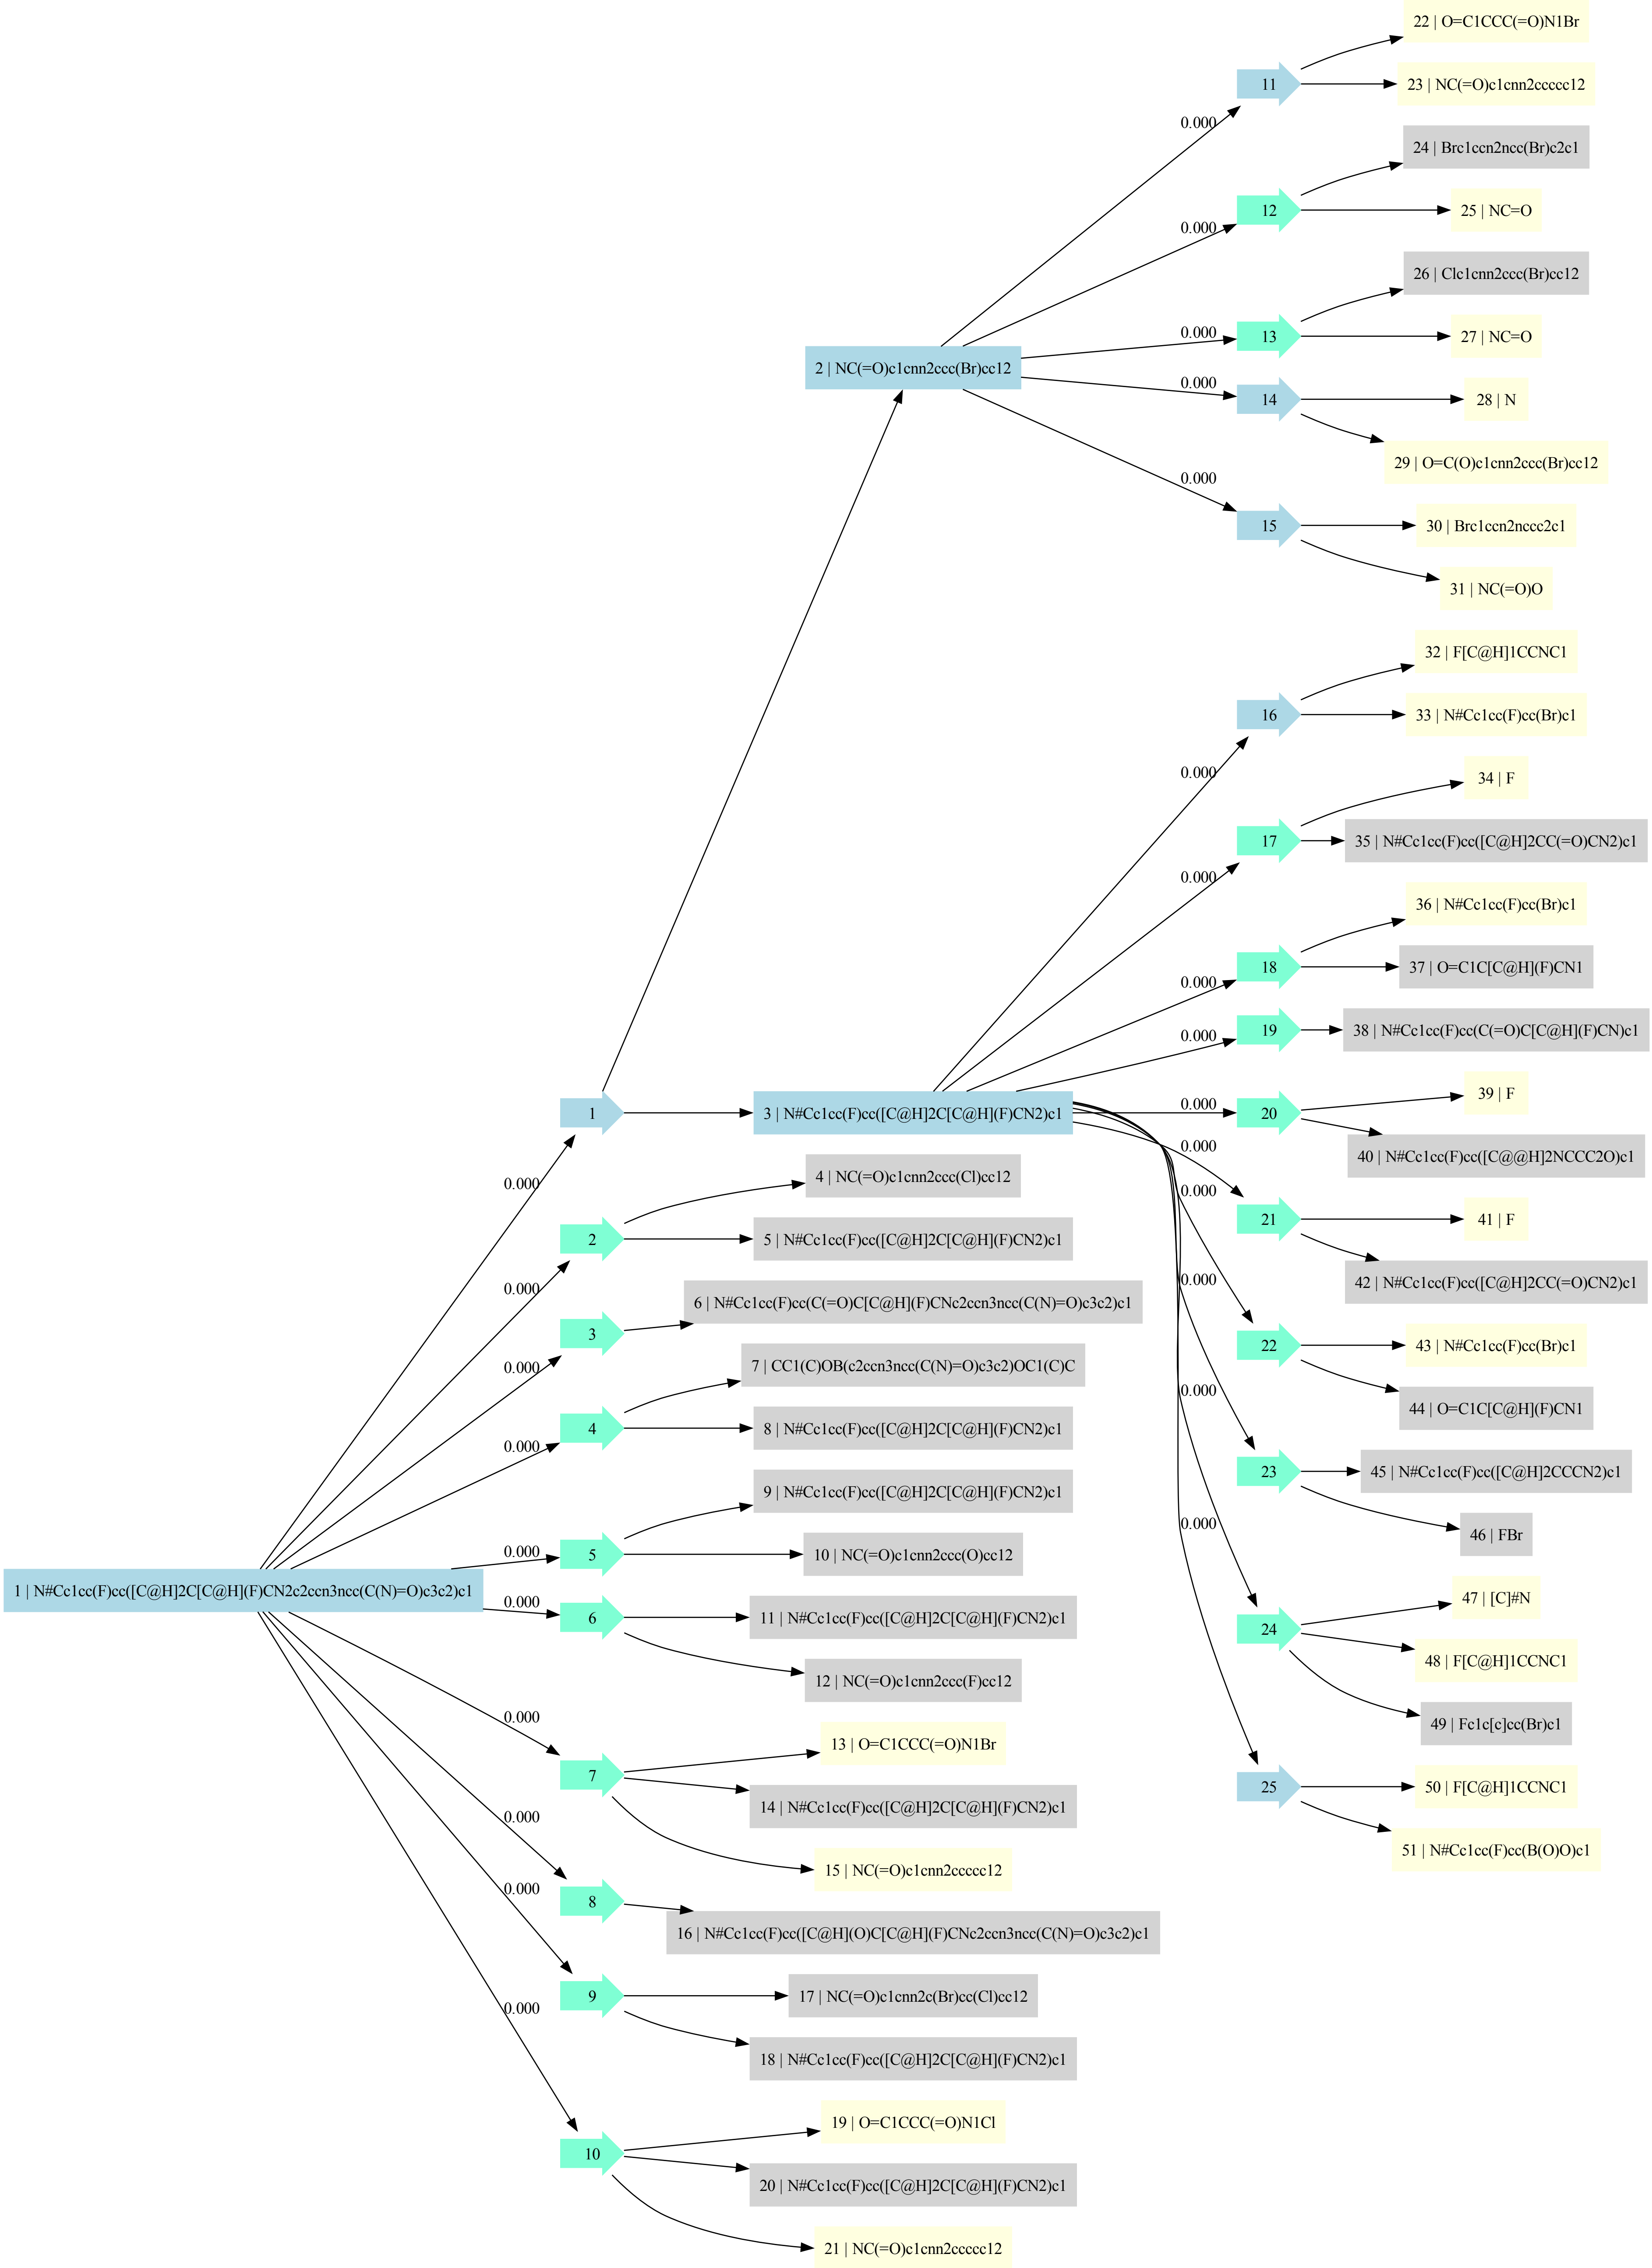 22 | O=C1CCC(=O)N1Br
11
23 | NC(=O)c1cnn2ccccc12
0.000
24 | Brc1ccn2ncc(Br)c2c1
12
25 | NC=O
0.000
26 | Clc1cnn2ccc(Br)cc12
13
27 | NC=O
0.000
2 | NC(=O)c1cnn2ccc(Br)cc12
0.000
14
28 | N
29 | O=C(O)c1cnn2ccc(Br)cc12
0.000
15
30 | Brc1ccn2nccc2c1
31 | NC(=O)O
32 | F[C@H]1CCNC1
16
33 | N#Cc1cc(F)cc(Br)c1
0.000
34 | F
17
35 | N#Cc1cc(F)cc([C@H]2CC(=O)CN2)c1
0.000
36 | N#Cc1cc(F)cc(Br)c1
18
37 | O=C1C[C@H](F)CN1
0.000
19
38 | N#Cc1cc(F)cc(C(=O)C[C@H](F)CN)c1
0.000
1
3 | N#Cc1cc(F)cc([C@H]2C[C@H](F)CN2)c1
0.000
20
39 | F
40 | N#Cc1cc(F)cc([C@@H]2NCCC2O)c1
0.000
0.000
4 | NC(=O)c1cnn2ccc(Cl)cc12
0.000
21
41 | F
2
5 | N#Cc1cc(F)cc([C@H]2C[C@H](F)CN2)c1
42 | N#Cc1cc(F)cc([C@H]2CC(=O)CN2)c1
0.000
0.000
6 | N#Cc1cc(F)cc(C(=O)C[C@H](F)CNc2ccn3ncc(C(N)=O)c3c2)c1
3
22
43 | N#Cc1cc(F)cc(Br)c1
0.000
7 | CC1(C)OB(c2ccn3ncc(C(N)=O)c3c2)OC1(C)C
0.000
44 | O=C1C[C@H](F)CN1
4
8 | N#Cc1cc(F)cc([C@H]2C[C@H](F)CN2)c1
0.000
23
45 | N#Cc1cc(F)cc([C@H]2CCCN2)c1
9 | N#Cc1cc(F)cc([C@H]2C[C@H](F)CN2)c1
0.000
46 | FBr
0.000
5
10 | NC(=O)c1cnn2ccc(O)cc12
1 | N#Cc1cc(F)cc([C@H]2C[C@H](F)CN2c2ccn3ncc(C(N)=O)c3c2)c1
0.000
6
11 | N#Cc1cc(F)cc([C@H]2C[C@H](F)CN2)c1
47 | [C]#N
24
48 | F[C@H]1CCNC1
12 | NC(=O)c1cnn2ccc(F)cc12
49 | Fc1c[c]cc(Br)c1
0.000
13 | O=C1CCC(=O)N1Br
7
25
50 | F[C@H]1CCNC1
14 | N#Cc1cc(F)cc([C@H]2C[C@H](F)CN2)c1
0.000
51 | N#Cc1cc(F)cc(B(O)O)c1
15 | NC(=O)c1cnn2ccccc12
0.000
8
16 | N#Cc1cc(F)cc([C@H](O)C[C@H](F)CNc2ccn3ncc(C(N)=O)c3c2)c1
9
17 | NC(=O)c1cnn2c(Br)cc(Cl)cc12
0.000
18 | N#Cc1cc(F)cc([C@H]2C[C@H](F)CN2)c1
19 | O=C1CCC(=O)N1Cl
10
20 | N#Cc1cc(F)cc([C@H]2C[C@H](F)CN2)c1
21 | NC(=O)c1cnn2ccccc12